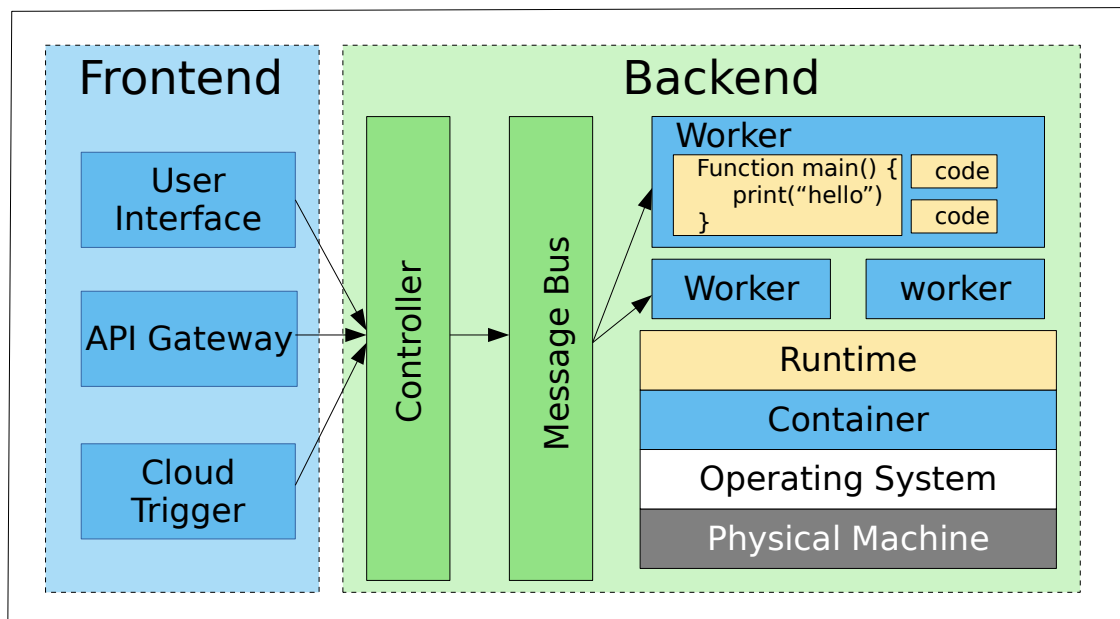 Frontend
User
Interface
API Gateway
Cloud
Trigger
Backend
Controller
Message Bus
Worker
Function main() {
print(“hello”)
}
code
code
Worker
worker
Runtime
Container
Operating System
Physical Machine